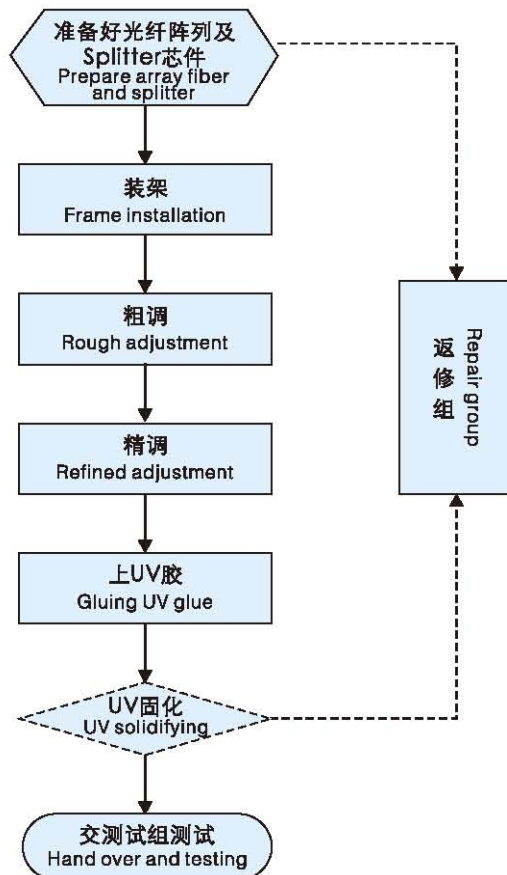 准备好光纤阵列及
Splitter芯件
Prepare array fiber
and splitter
装架
Frame installation
粗调
Rough adjustment
精调
Refined adjustment
上UV胶
Gluing UV glue
UV固化
UV solidifying
交测试组测试
Hand over and testing
返修组
Repair group